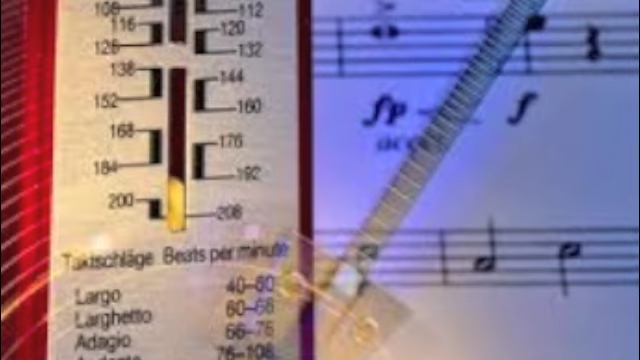 108 112
116 120
126 132
138 144
152 160
168 176
184 192
200 208
Taktschläge Beats per minute
Largo 40–60
Larghetto 60–66
Adagio 66–76
Andante 76–108
fp f